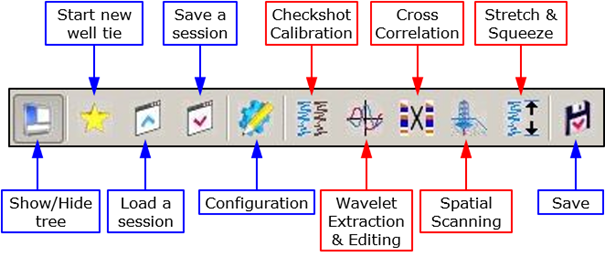 Start new
well tie
Save a
session
Checkshot
Calibration
Cross
Correlation
Stretch &
Squeeze
Show/Hide
tree
Load a
session
Configuration
Wavelet
Extraction
& Editing
Spatial
Scanning
Save